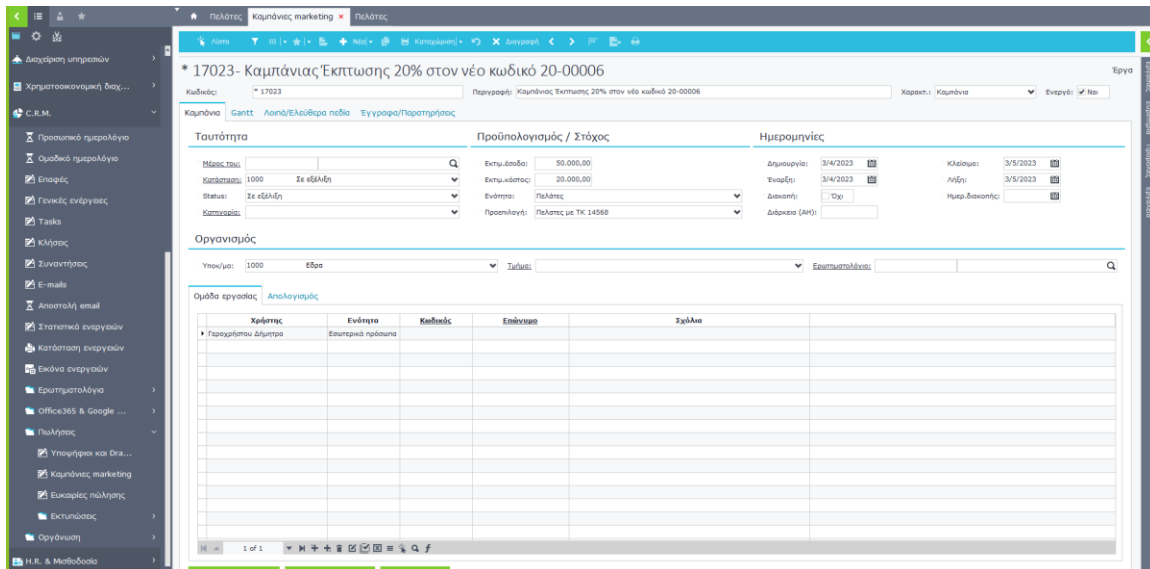 Πελάτες Καμπάνιες marketing × Πελάτες
Λίστα Νέα Καταχώρηση Διαγραφή
* 17023- Καμπάνιας Έκπτωσης 20% στον νέο κωδικό 20-00006
Έργα
Κωδικός: * 17023 Περιγραφή: Καμπάνιας Έκπτωσης 20% στον νέο κωδικό 20-00006 Χαρακτ.: Καμπάνια Ενεργό: Ναι
Καμπάνια Gantt Λοιπά/Ελεύθερα πεδία Έγγραφα/Παρατηρήσεις
Ταυτότητα Προϋπολογισμός / Στόχος Ημερομηνίες
Μέρος του: Εκτιμ.έσοδα: 50.000,00 Δημιουργία: 3/4/2023 Κλείσιμο: 3/5/2023
Κατάσταση: 1000 Σε εξέλιξη Εκτιμ.κόστος: 20.000,00 Έναρξη: 3/4/2023 Λήξη: 3/5/2023
Status: Σε εξέλιξη Ενότητα: Πελάτες Διακοπή: Όχι Ημερ.διακοπής:
Κατηγορία: Προεπιλογή: Πελατες με ΤΚ 14568 Διάρκεια (ΑΗ):
Οργανισμός
Υποκ/μα: 1000 Εδρα Τμήμα: Ερωτηματολόγιο:
Ομάδα εργασίας Απολογισμός
Χρήστης Ενότητα Κωδικός Επώνυμο Σχόλια
Γεροχρήστου Δήμητρα Εσωτερικά πρόσωπα
1 of 1
Διαχείριση υπηρεσιών
Χρηματοοικονομική διαχ...
C.R.M.
Προσωπικό ημερολόγιο
Ομαδικό ημερολόγιο
Επαφές
Γενικές ενέργειες
Tasks
Κλήσεις
Συναντήσεις
E-mails
Αποστολή email
Στατιστικά ενεργειών
Κατάσταση ενεργειών
Εικόνα ενεργειών
Ερωτηματολόγια
Office365 & Google ...
Πωλήσεις
Υποψήφιοι και Dra...
Καμπάνιες marketing
Ευκαιρίες πώλησης
Εκτυπώσεις
Οργάνωση
H.R. & Μισθοδοσία